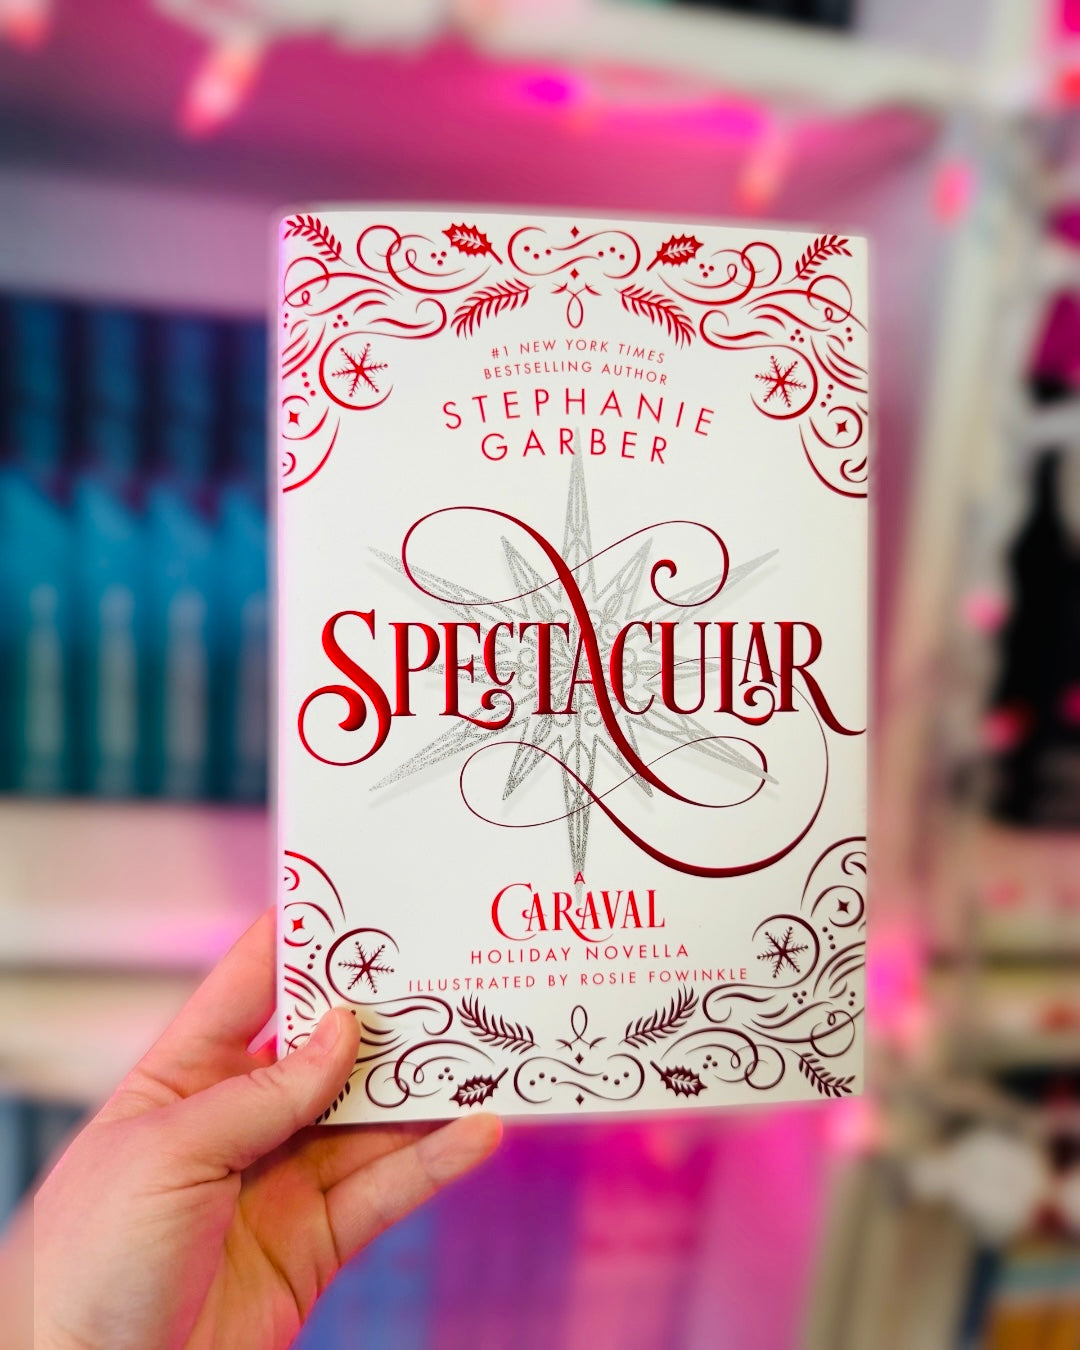 #1 NEW YORK TIMES
BESTSELLING AUTHOR
STEPHANIE
GARBER
SPECTACULAR
A
CARAVAL
HOLIDAY NOVELLA
ILLUSTRATED BY ROSIE FOWINKLE